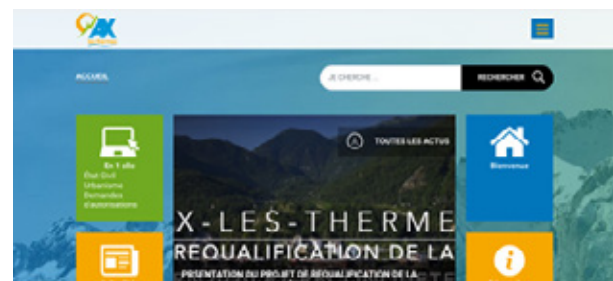 AX
ACCUEIL
JE CHERCHE ...
RECHERCHER
TOUTES LES ACTUS
En 1 clic
État Civil
Urbanisme
Demandes
d'autorisations
Bienvenue
X-LES-THERME
REQUALIFICATION DE LA
PRSENTATION DU PROJET DE REQUALIFICATION DE LA